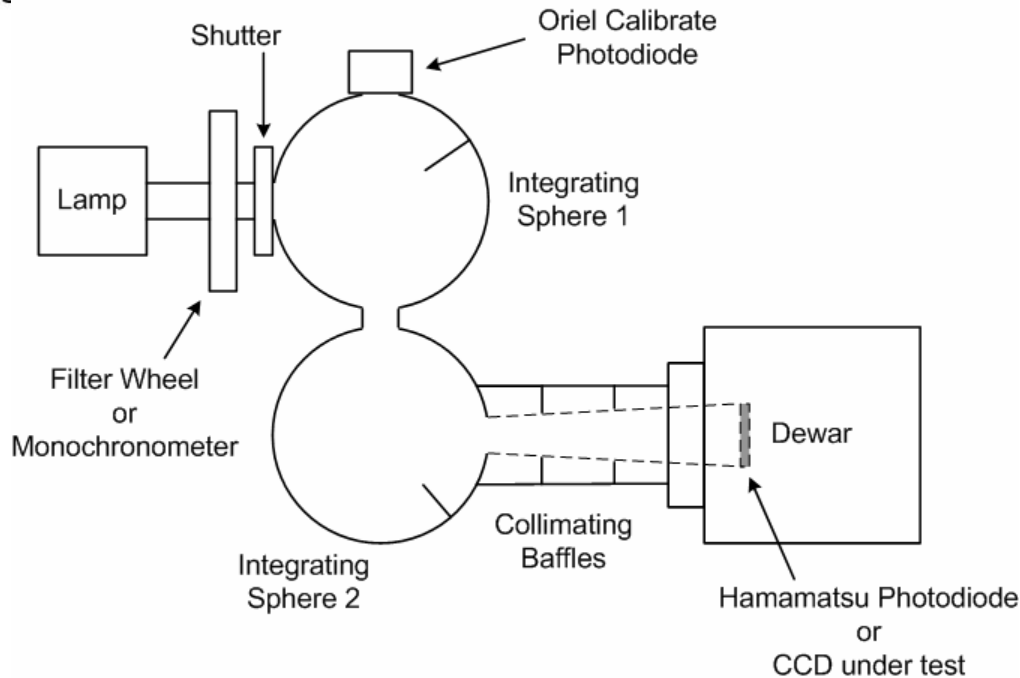 Oriel Calibrate
Photodiode
Shutter
Lamp
Integrating
Sphere 1
Filter Wheel
or
Monochronometer
Dewar
Collimating
Baffles
Integrating
Sphere 2
Hamamatsu Photodiode
or
CCD under test